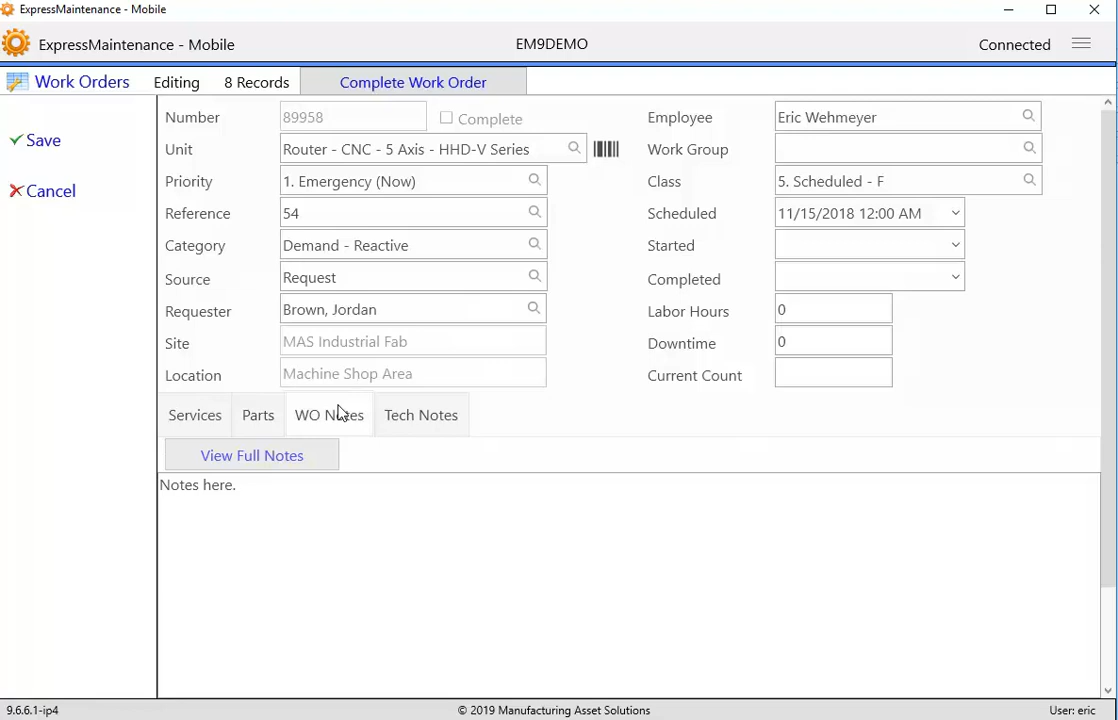 ExpressMaintenance - Mobile
ExpressMaintenance - Mobile EM9DEMO Connected
Work Orders Editing 8 Records Complete Work Order
Save
Cancel
Number 89958 Complete
Unit Router - CNC - 5 Axis - HHD-V Series
Priority 1. Emergency (Now)
Reference 54
Category Demand - Reactive
Source Request
Requester Brown, Jordan
Site MAS Industrial Fab
Location Machine Shop Area
Employee Eric Wehmeyer
Work Group
Class 5. Scheduled - F
Scheduled 11/15/2018 12:00 AM
Started
Completed
Labor Hours 0
Downtime 0
Current Count
Services Parts WO Notes Tech Notes
View Full Notes
Notes here.
9.6.6.1-ip4 © 2019 Manufacturing Asset Solutions User: eric